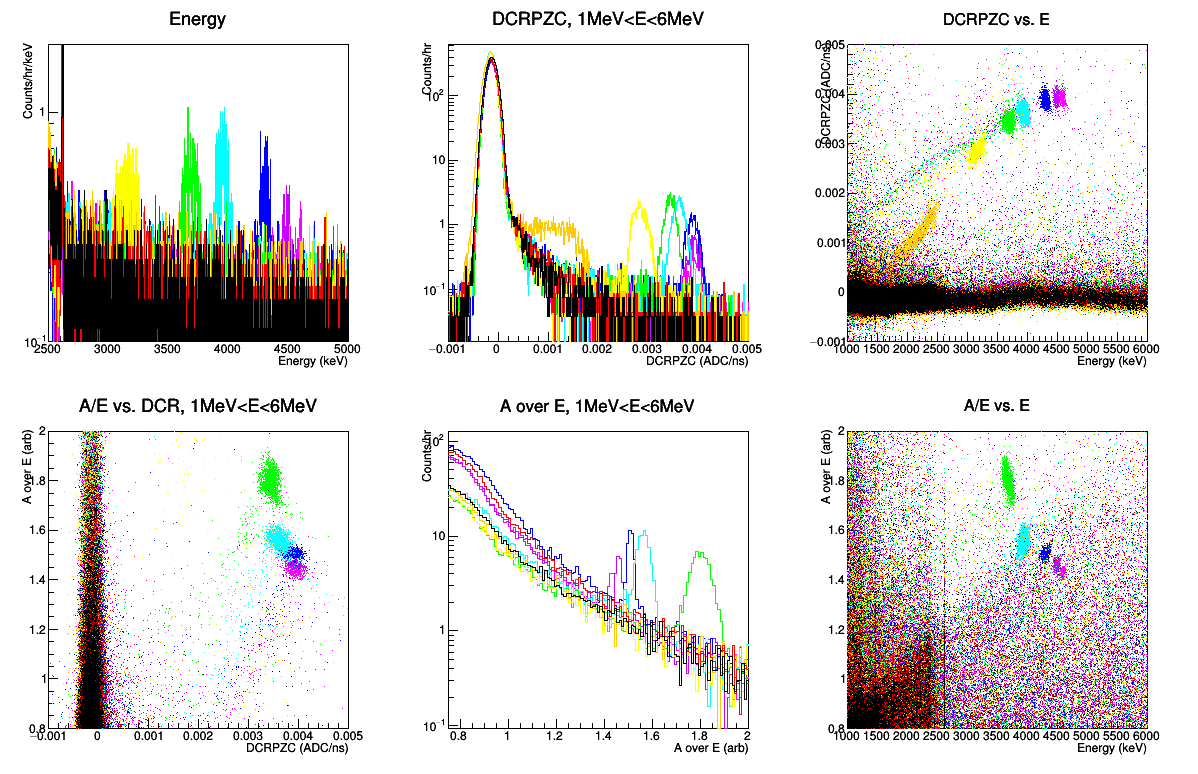 Energy
Counts/hr/keV
1
10⁻¹
2500 3000 3500 4000 4500 5000
Energy (keV)
DCRPZC, 1MeV<E<6MeV
Counts/hr
10²
10
1
10⁻¹
−0.001 0 0.001 0.002 0.003 0.004 0.005
DCRPZC (ADC/ns)
DCRPZC vs. E
DCRPZC (ADC/ns)
0.005
0.004
0.003
0.002
0.001
0
−0.001
1000 1500 2000 2500 3000 3500 4000 4500 5000 5500 6000
Energy (keV)
A/E vs. DCR, 1MeV<E<6MeV
A over E (arb)
2
1.8
1.6
1.4
1.2
1
0.8
−0.001 0 0.001 0.002 0.003 0.004 0.005
DCRPZC (ADC/ns)
A over E, 1MeV<E<6MeV
Counts/hr
10²
10
1
10⁻¹
0.8 1 1.2 1.4 1.6 1.8 2
A over E (arb)
A/E vs. E
A over E (arb)
2
1.8
1.6
1.4
1.2
1
0.8
1000 1500 2000 2500 3000 3500 4000 4500 5000 5500 6000
Energy (keV)